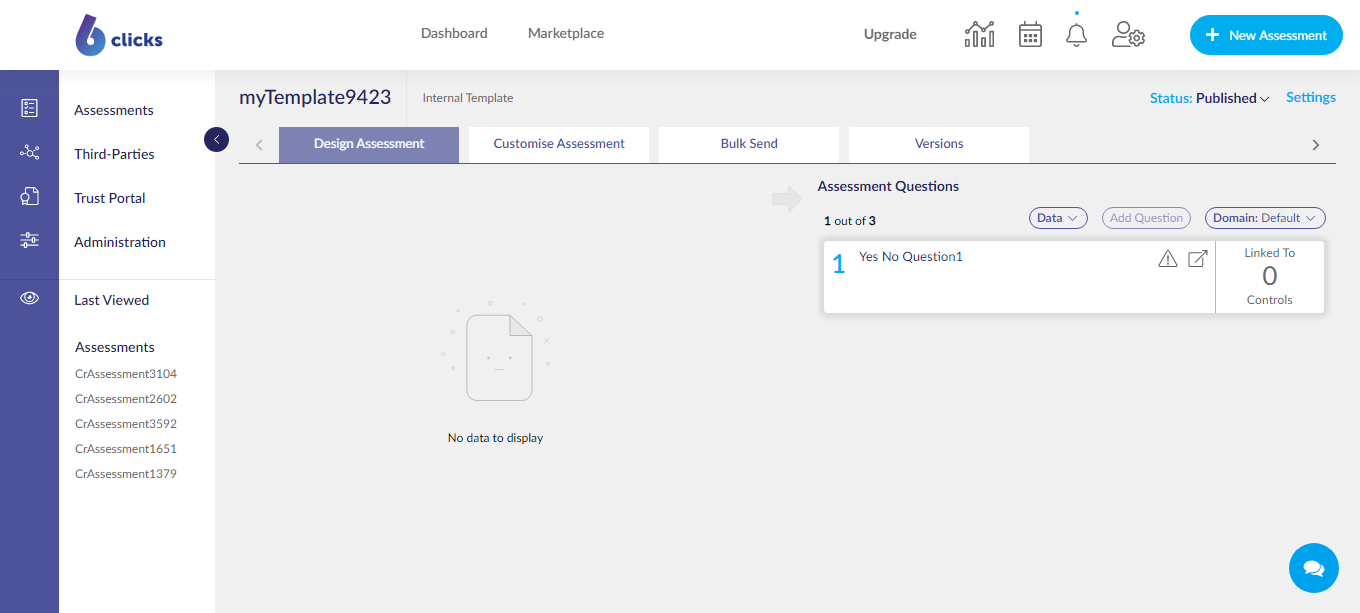 6clicks
Dashboard
Marketplace
Upgrade
New Assessment
Assessments
Third-Parties
Trust Portal
Administration
Last Viewed
Assessments
CrAssessment3104
CrAssessment2602
CrAssessment3592
CrAssessment1651
CrAssessment1379
myTemplate9423
Internal Template
Status: Published
Settings
Design Assessment
Customise Assessment
Bulk Send
Versions
No data to display
Assessment Questions
1 out of 3
Data
Add Question
Domain: Default
1
Yes No Question1
Linked To
0
Controls